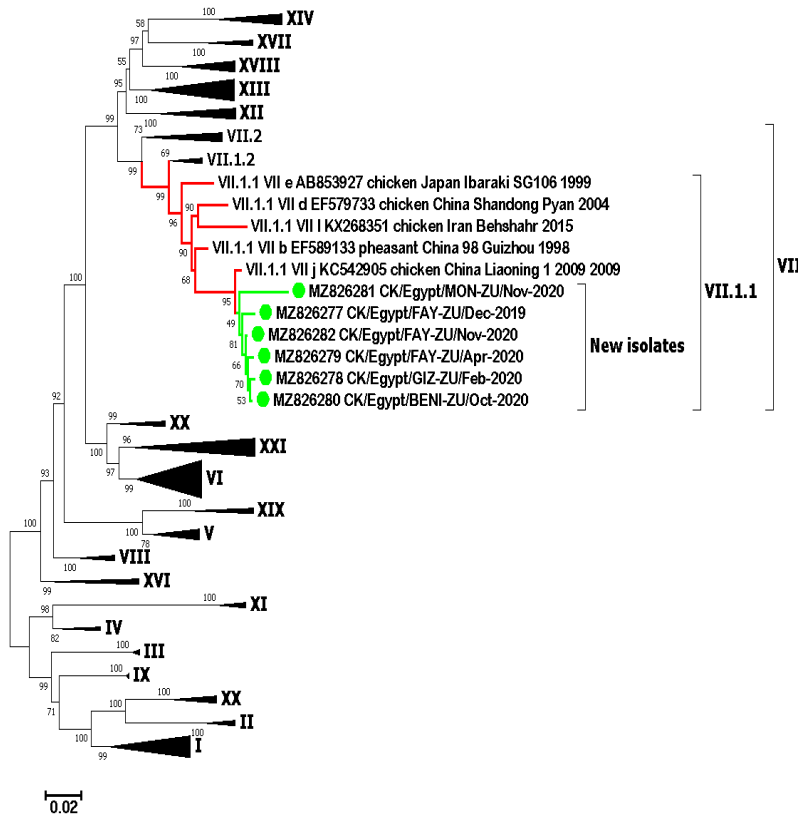 58
100
XIV
97
XVII
55
100
XVIII
95
100
XIII
99
100
XII
73
VII.2
69
VII.1.2
99
99
VII.1.1 VII e AB853927 chicken Japan Ibaraki SG106 1999
90
VII.1.1 VII d EF579733 chicken China Shandong Pyan 2004
96
VII.1.1 VII l KX268351 chicken Iran Behshahr 2015
90
VII.1.1 VII b EF589133 pheasant China 98 Guizhou 1998
68
VII.1.1 VII j KC542905 chicken China Liaoning 1 2009 2009
100
95
MZ826281 CK/Egypt/MON-ZU/Nov-2020
49
MZ826277 CK/Egypt/FAY-ZU/Dec-2019
81
MZ826282 CK/Egypt/FAY-ZU/Nov-2020
66
MZ826279 CK/Egypt/FAY-ZU/Apr-2020
70
MZ826278 CK/Egypt/GIZ-ZU/Feb-2020
53
MZ826280 CK/Egypt/BENI-ZU/Oct-2020
New isolates
VII.1.1
VII
92
99
XX
100
96
XXI
97
99
VI
93
100
XIX
100
78
V
100
100
VIII
99
XVI
98
100
XI
82
IV
99
100
III
100
IX
71
100
100
XX
100
II
100
99
I
0.02